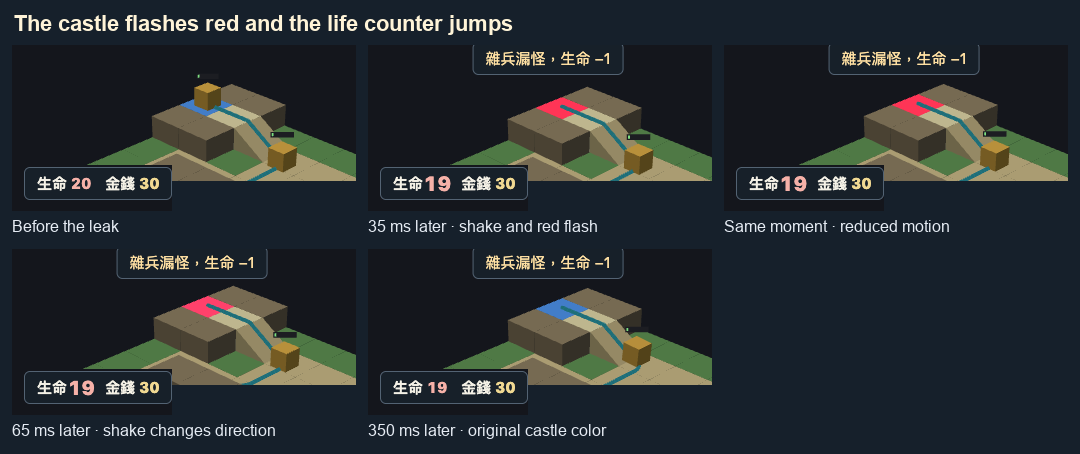 The castle flashes red and the life counter jumps
生命 20 金錢 30
Before the leak
雜兵漏怪，生命 −1
生命 19 金錢 30
35 ms later · shake and red flash
雜兵漏怪，生命 −1
生命 19 金錢 30
Same moment · reduced motion
雜兵漏怪，生命 −1
生命 19 金錢 30
65 ms later · shake changes direction
雜兵漏怪，生命 −1
生命 19 金錢 30
350 ms later · original castle color